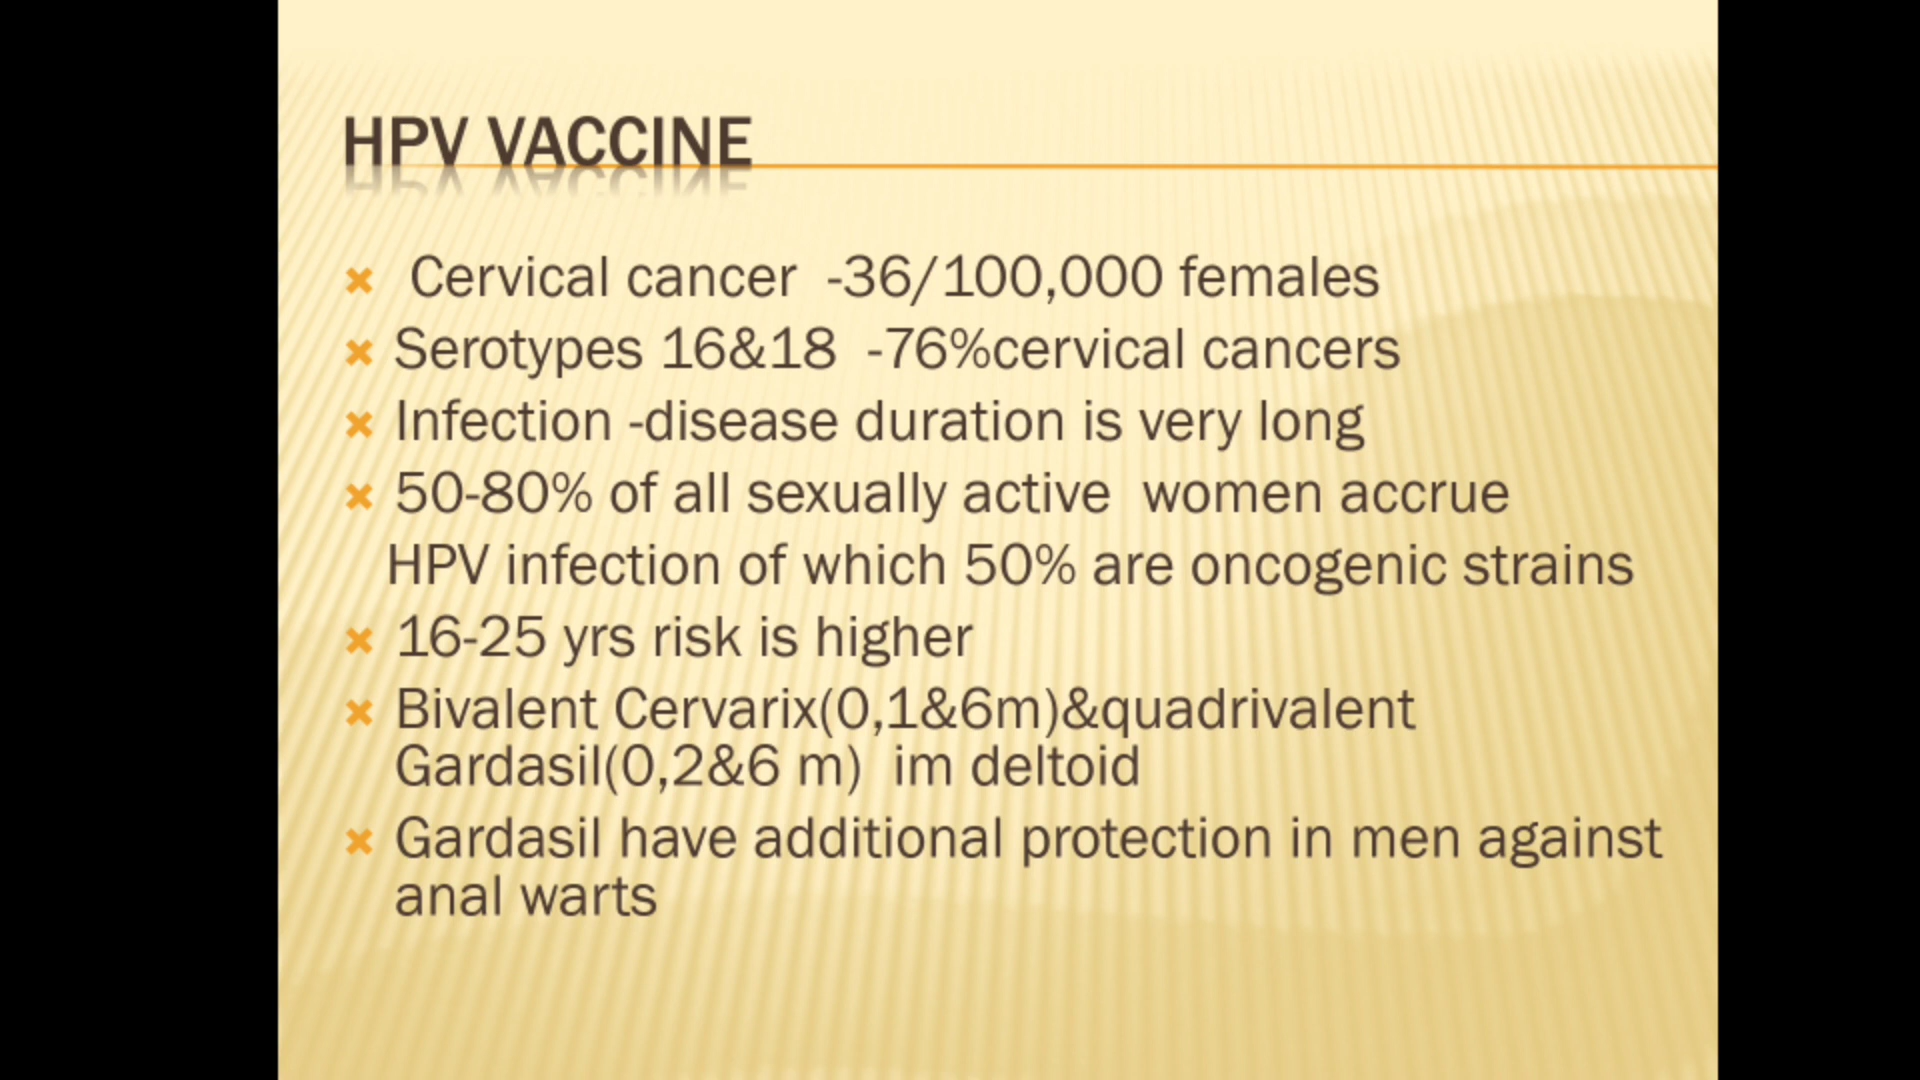 HPV VACCINE
Cervical cancer -36/100,000 females
Serotypes 16&18 -76%cervical cancers
Infection -disease duration is very long
50-80% of all sexually active women accrue
HPV infection of which 50% are oncogenic strains
16-25 yrs risk is higher
Bivalent Cervarix(0,1&6m)&quadrivalent
Gardasil(0,2&6 m) im deltoid
Gardasil have additional protection in men against
anal warts